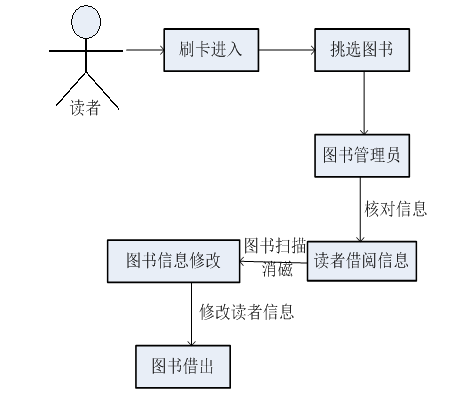 刷卡进入
挑选图书
读者
图书管理员
核对信息
图书扫描
消磁
读者借阅信息
图书信息修改
修改读者信息
图书借出